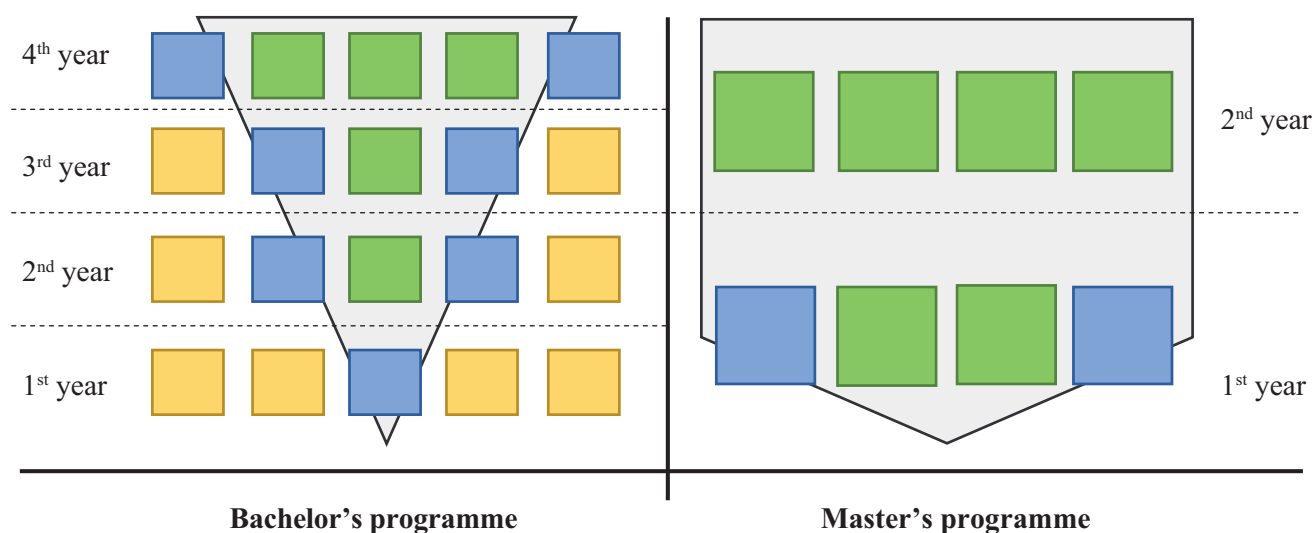 4th year
3rd year
2nd year
1st year
2nd year
1st year
Bachelor’s programme
Master’s programme